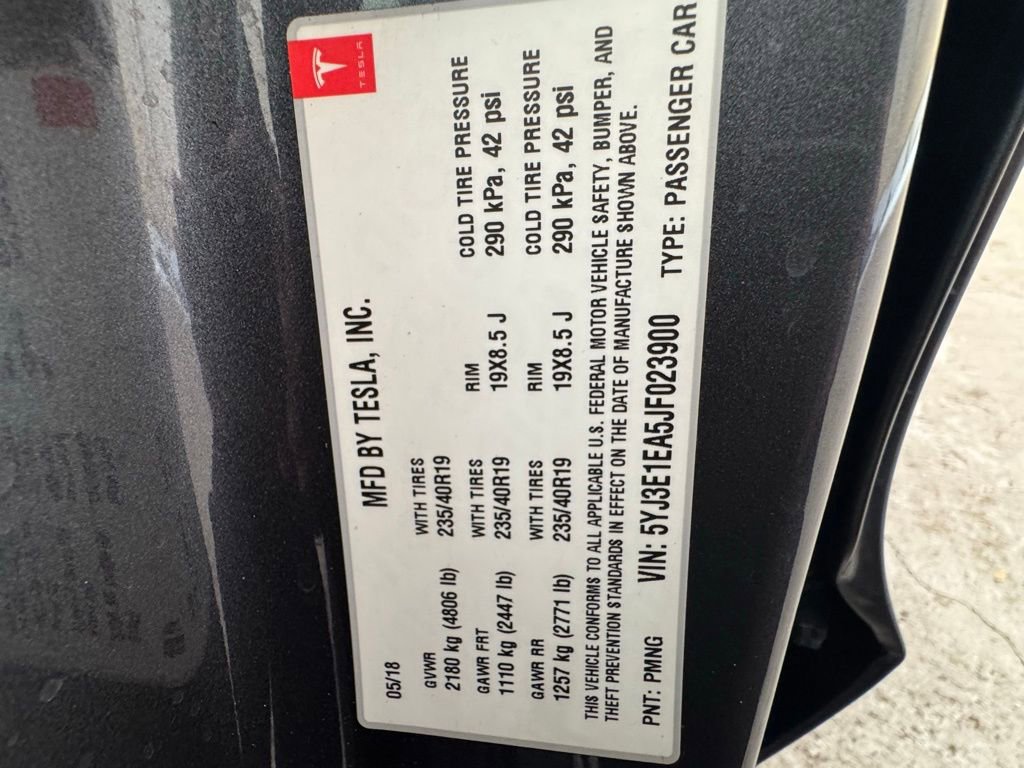 TESLA
MFD BY TESLA, INC.
05/18
GVWR WITH TIRES
2180 kg (4806 lb) 235/40R19
GAWR FRT WITH TIRES RIM COLD TIRE PRESSURE
1110 kg (2447 lb) 235/40R19 19X8.5 J 290 kPa, 42 psi
GAWR RR WITH TIRES RIM COLD TIRE PRESSURE
1257 kg (2771 lb) 235/40R19 19X8.5 J 290 kPa, 42 psi
THIS VEHICLE CONFORMS TO ALL APPLICABLE U.S. FEDERAL MOTOR VEHICLE SAFETY, BUMPER, AND
THEFT PREVENTION STANDARDS IN EFFECT ON THE DATE OF MANUFACTURE SHOWN ABOVE.
PNT: PMNG VIN: 5YJ3E1EA5JF023900 TYPE: PASSENGER CAR